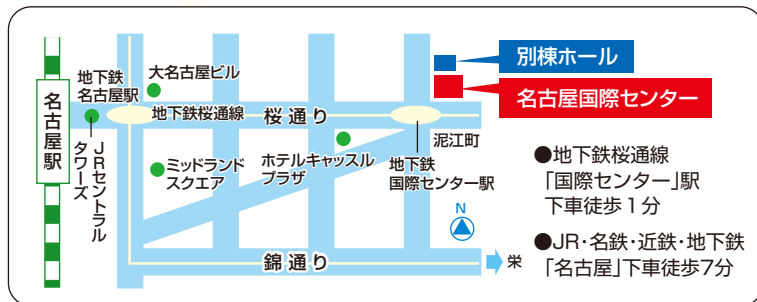 別棟ホール
名古屋国際センター
大名古屋ビル
地下鉄
名古屋駅
地下鉄桜通線
桜通り
名古屋駅
JRセントラル
タワーズ
ミッドランド
スクエア
ホテルキャッスル
プラザ
泥江町
地下鉄
国際センター駅
N
錦通り
栄
●地下鉄桜通線
「国際センター」駅
下車徒歩1分
●JR・名鉄・近鉄・地下鉄
「名古屋」下車徒歩7分